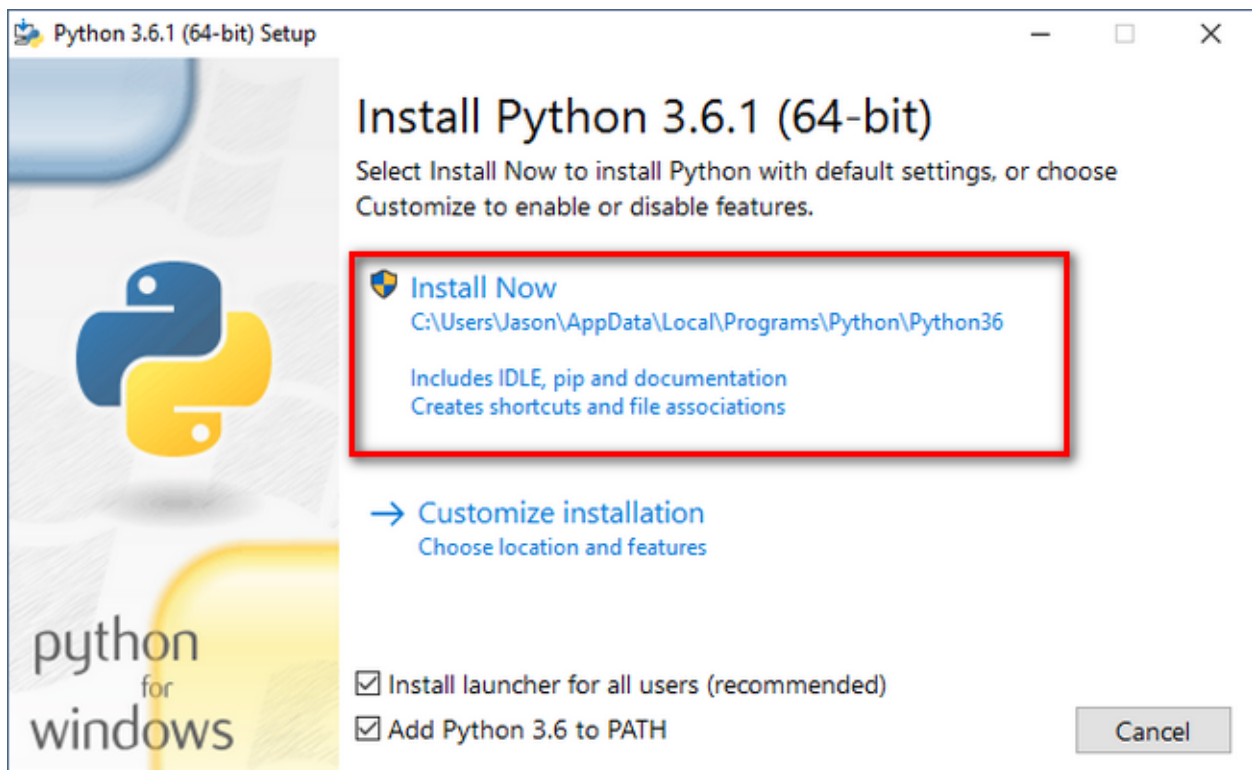 Python 3.6.1 (64-bit) Setup
Install Python 3.6.1 (64-bit)
Select Install Now to install Python with default settings, or choose
Customize to enable or disable features.
Install Now
C:\Users\Jason\AppData\Local\Programs\Python\Python36
Includes IDLE, pip and documentation
Creates shortcuts and file associations
Customize installation
Choose location and features
python
for
windows
Install launcher for all users (recommended)
Add Python 3.6 to PATH
Cancel